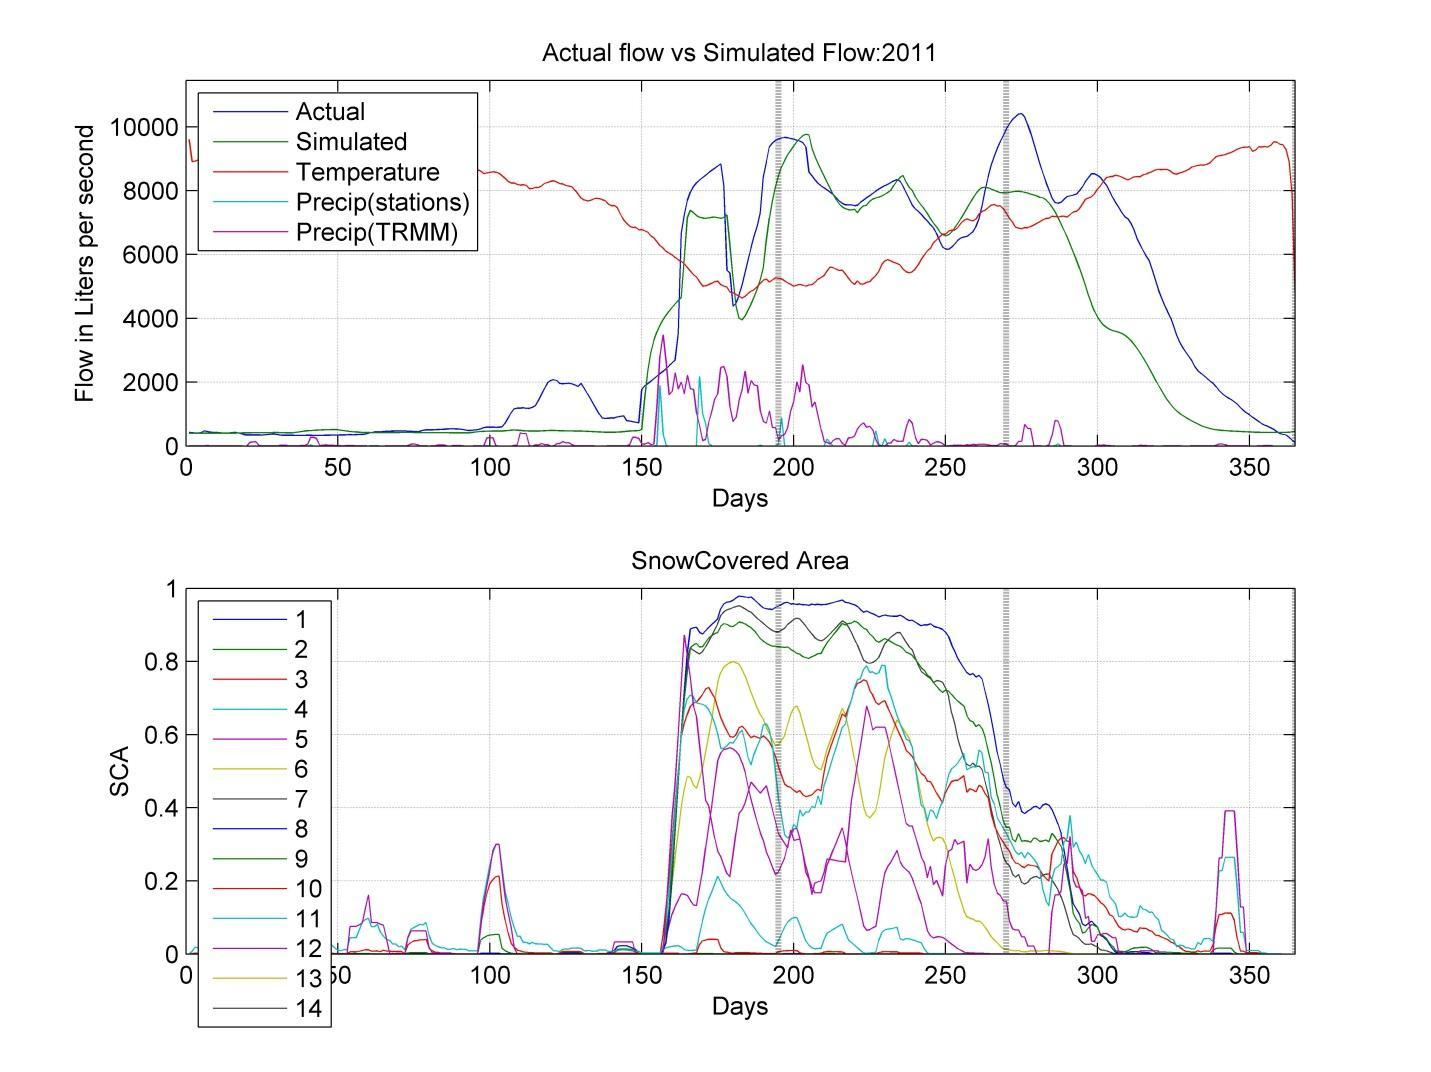 Actual flow vs Simulated Flow:2011
Flow in Liters per second
10000
8000
6000
4000
2000
0
Actual
Simulated
Temperature
Precip(stations)
Precip(TRMM)
0 50 100 150 200 250 300 350
Days
SnowCovered Area
SCA
1
0.8
0.6
0.4
0.2
0
1
2
3
4
5
6
7
8
9
10
11
12
13
14
0 50 100 150 200 250 300 350
Days